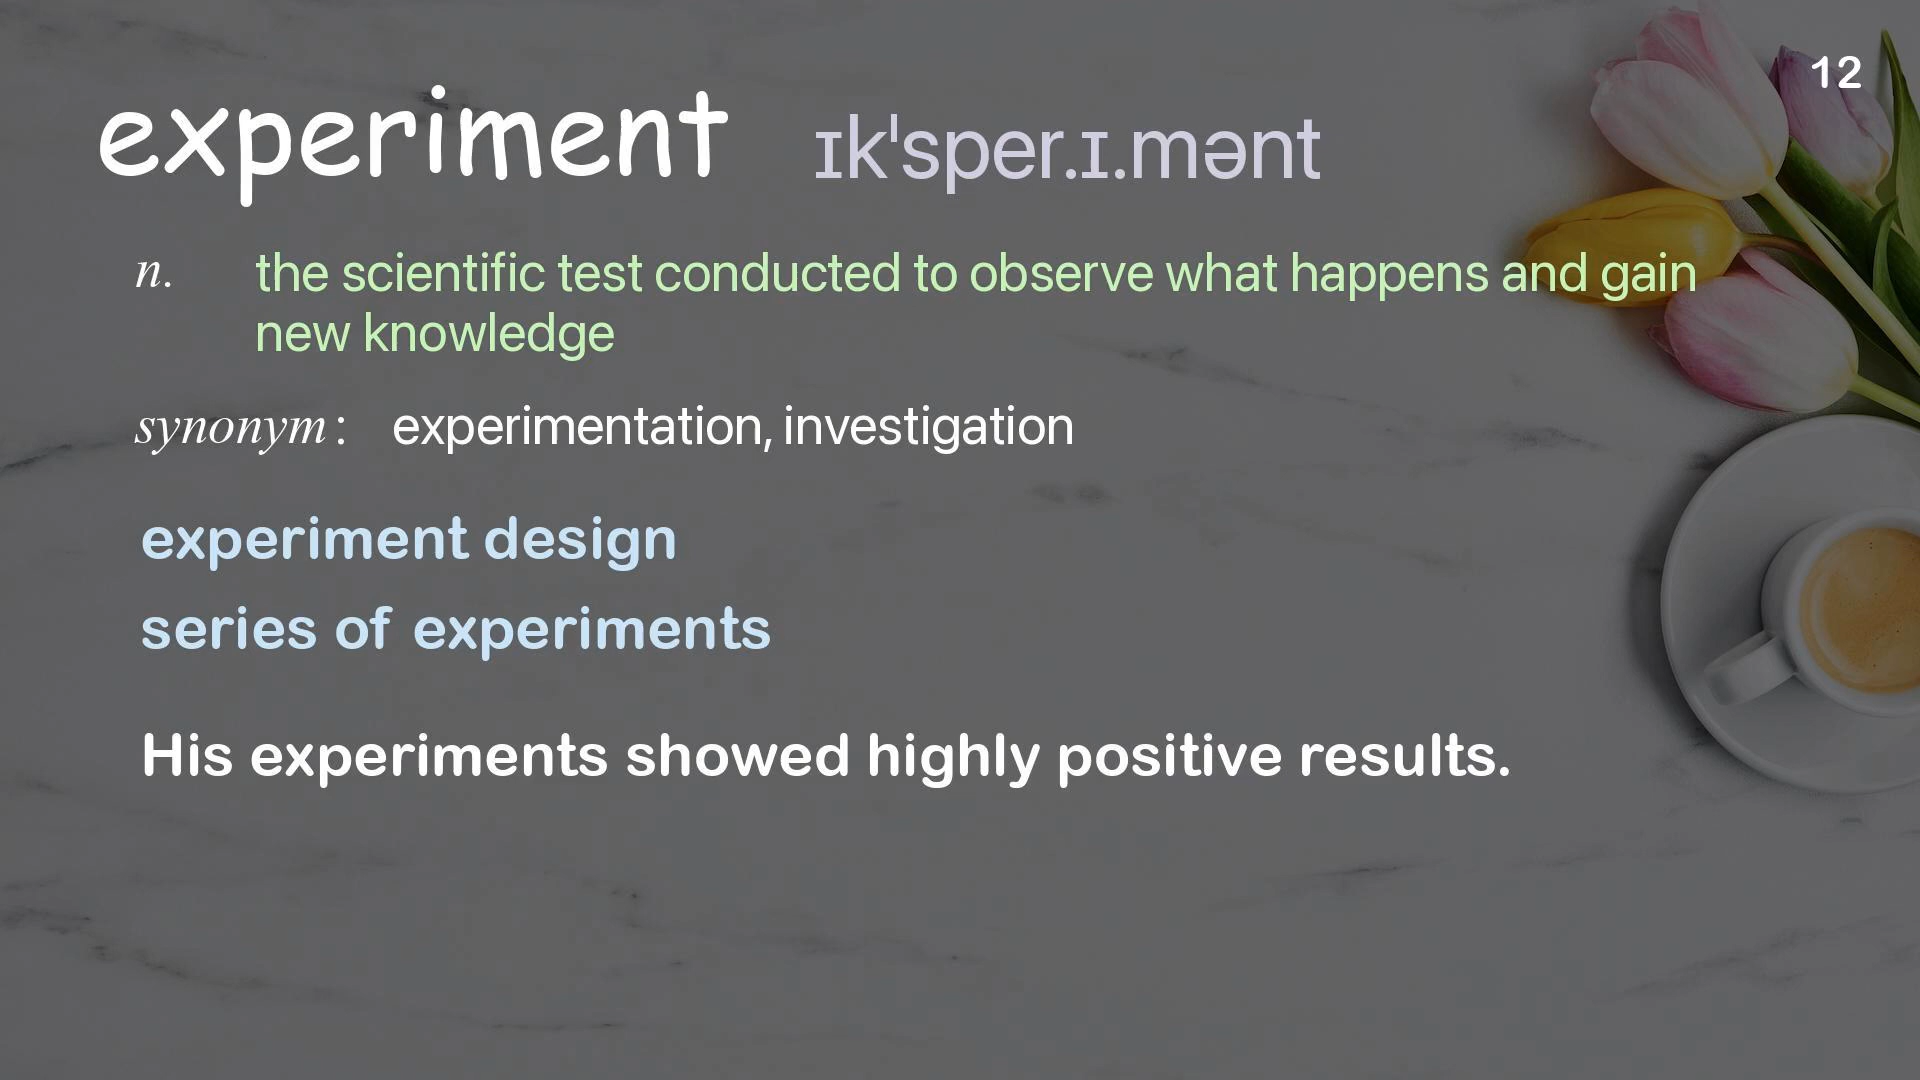 12
experiment ɪkˈsper.ɪ.mənt
n. the scientific test conducted to observe what happens and gain
new knowledge
synonym: experimentation, investigation
experiment design
series of experiments
His experiments showed highly positive results.